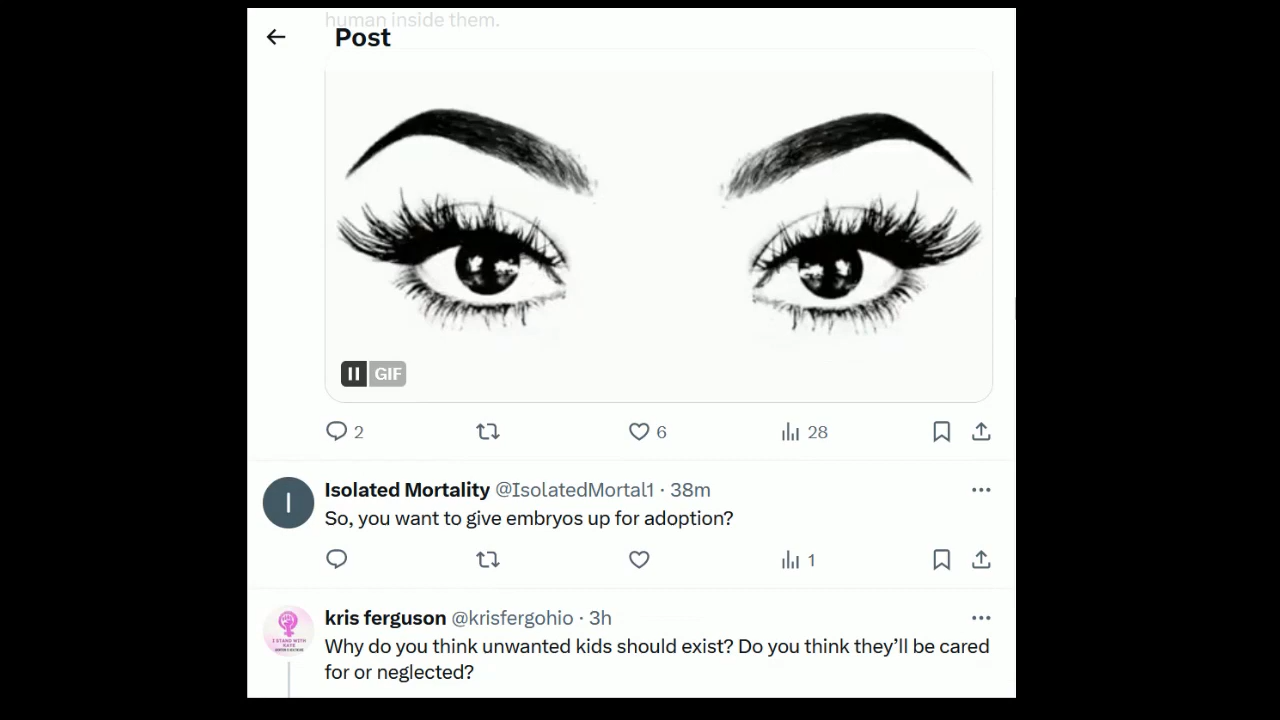 human inside them.
Post
GIF
2
6
28
Isolated Mortality @IsolatedMortal1 · 38m
So, you want to give embryos up for adoption?
1
I
I STAND WITH
kris ferguson @krisfergohio · 3h
Why do you think unwanted kids should exist? Do you think they’ll be cared
for or neglected?